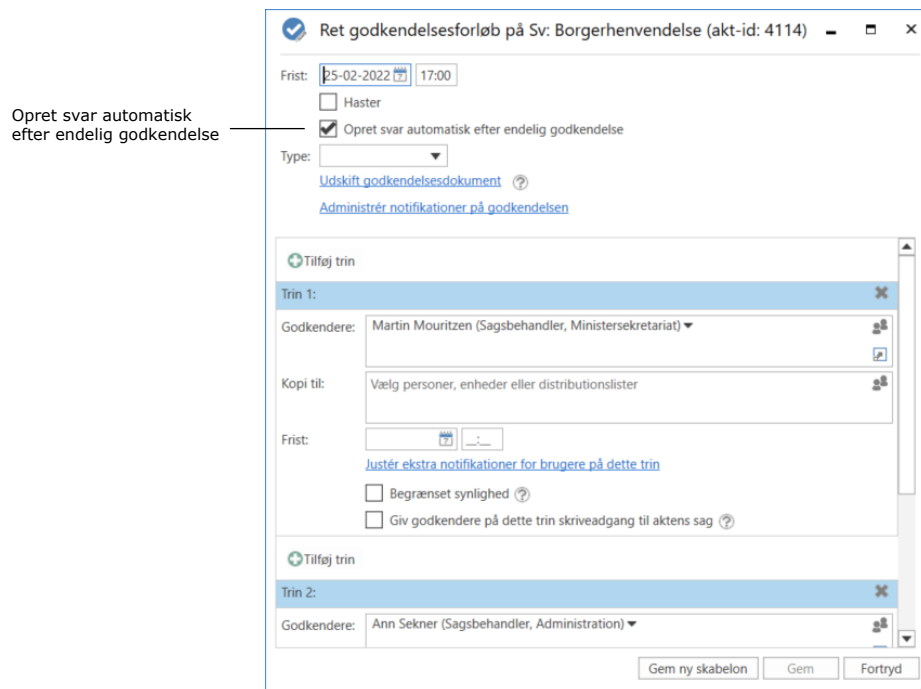 Ret godkendelsesforløb på Sv: Borgerhenvendelse (akt-id: 4114)
Frist: 25-02-2022 17:00
Haster
Opret svar automatisk
efter endelig godkendelse
Opret svar automatisk efter endelig godkendelse
Type:
Udskift godkendelsesdokument
Administrér notifikationer på godkendelsen
Tilføj trin
Trin 1:
Godkendere: Martin Mouritzen (Sagsbehandler, Ministersekretariat)
Kopi til: Vælg personer, enheder eller distributionslister
Frist: __:__
Justér ekstra notifikationer for brugere på dette trin
Begrænset synlighed
Giv godkendere på dette trin skriveadgang til aktens sag
Tilføj trin
Trin 2:
Godkendere: Ann Sekner (Sagsbehandler, Administration)
Gem ny skabelon Gem Fortryd